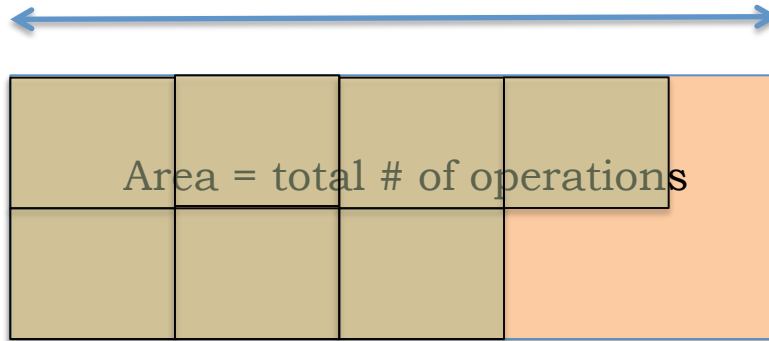 Area = total # of operations